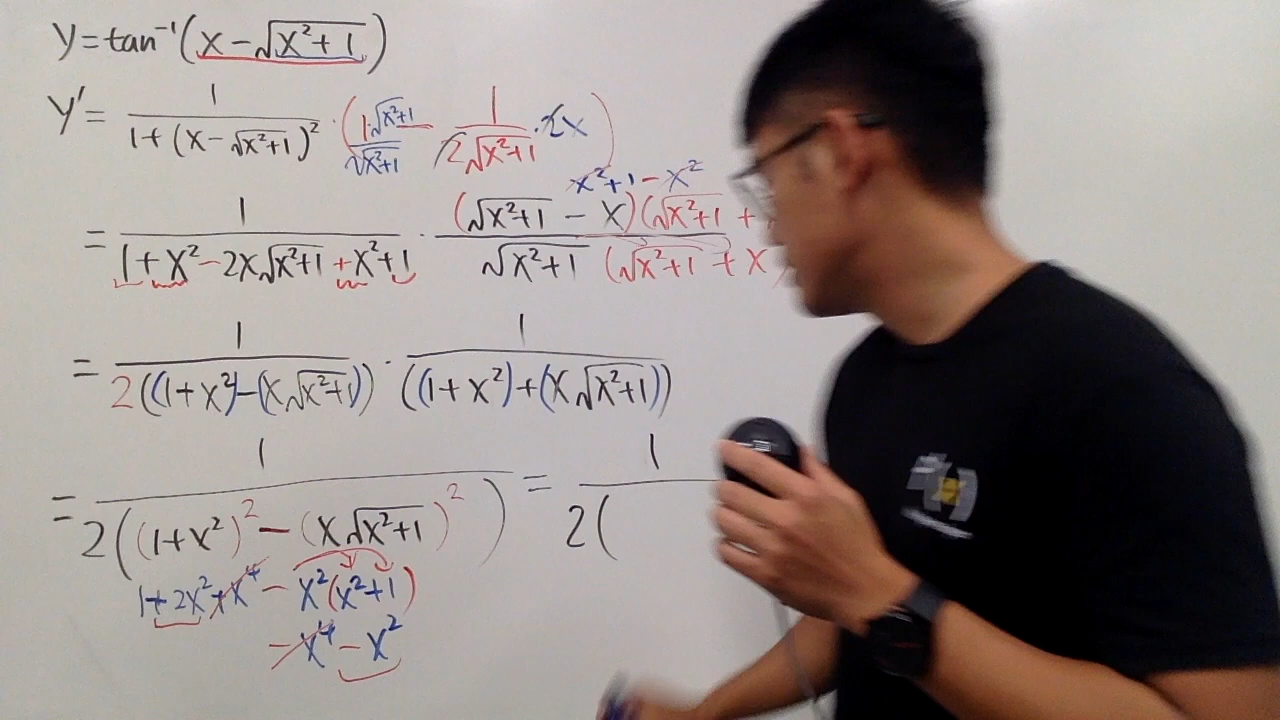 y = tan⁻¹(x − √(x²+1))
y' = 1/(1+(x−√(x²+1))²) · (1·√(x²+1)/√(x²+1) − 1/(2√(x²+1)) · 2x)
x²+1−x²
= 1/(1+x²−2x√(x²+1)+x²+1) · (√(x²+1) − x)(√(x²+1) + / √(x²+1) (√(x²+1) + x
= 1/(2((1+x²)−(x√(x²+1)))) · 1/((1+x²)+(x√(x²+1)))
= 1/(2((1+x²)² − (x√(x²+1))²)) = 1/2(
1+2x²+x⁴ − x²(x²+1)
−x⁴ − x²